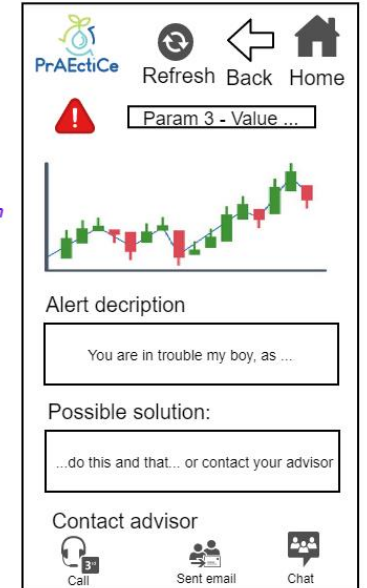 PrAEctiCe
Refresh Back Home
Param 3 - Value ...
Alert decription
You are in trouble my boy, as ...
Possible solution:
...do this and that... or contact your advisor
Contact advisor
3rd
Call Sent email Chat